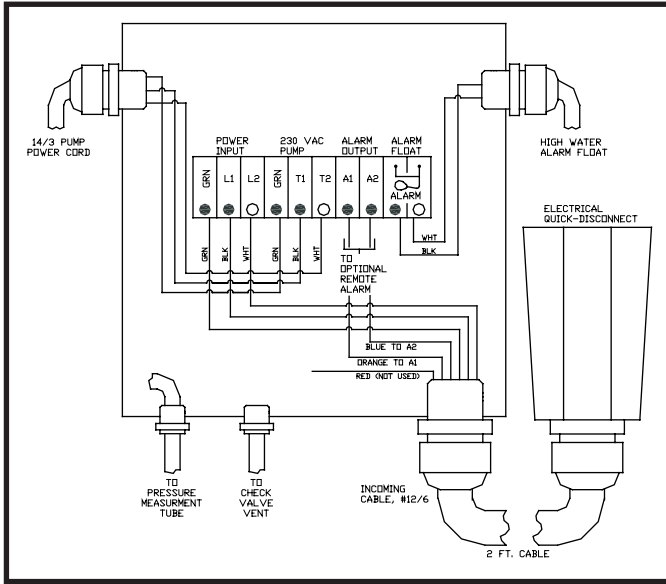 14/3 PUMP
POWER CORD
POWER
INPUT
230 VAC
PUMP
ALARM
OUTPUT
ALARM
FLOAT
HIGH WATER
ALARM FLOAT
GRN
L1
L2
GRN
T1
T2
A1
A2
ALARM
ELECTRICAL
QUICK-DISCONNECT
GRN
BLK
WHT
GRN
BLK
WHT
WHT
BLK
TO
OPTIONAL
REMOTE
ALARM
BLUE TO A2
ORANGE TO A1
RED (NOT USED)
TO
PRESSURE
MEASURMENT
TUBE
TO
CHECK
VALVE
VENT
INCOMING
CABLE, #12/6
2 FT. CABLE